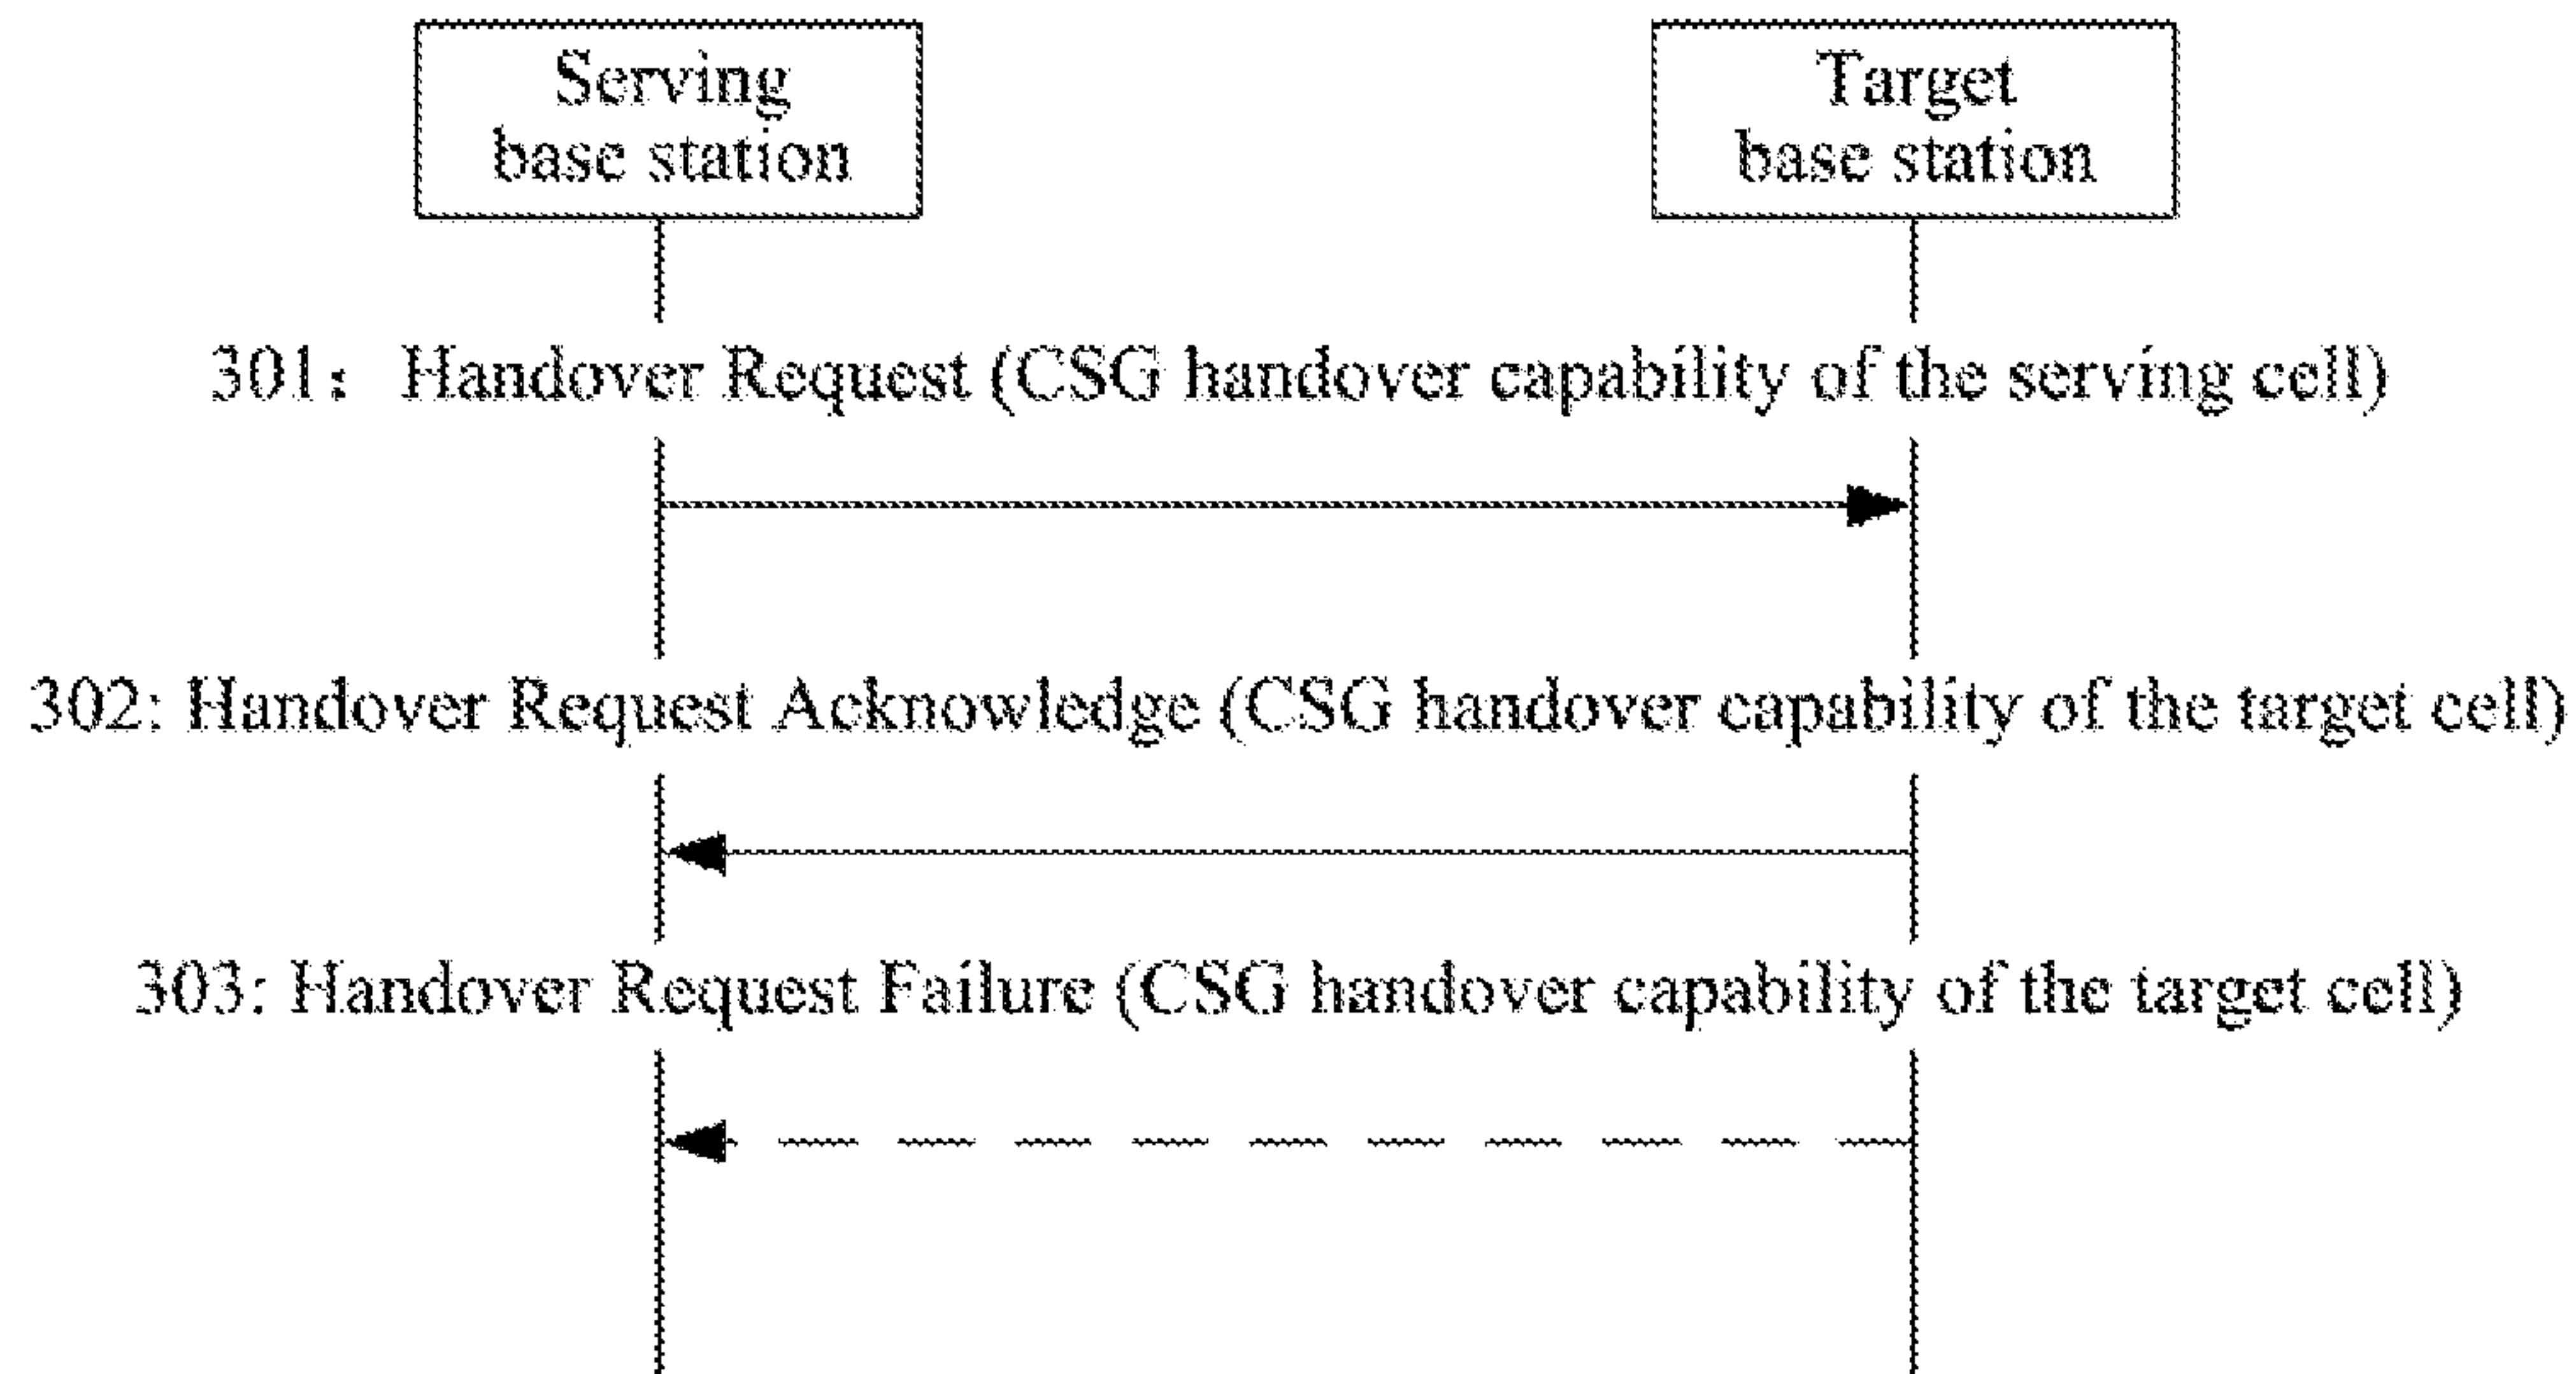 Serving
base station
Target
base station
301： Handover Request (CSG handover capability of the serving cell)
302: Handover Request Acknowledge (CSG handover capability of the target cell)
303: Handover Request Failure (CSG handover capability of the target cell)